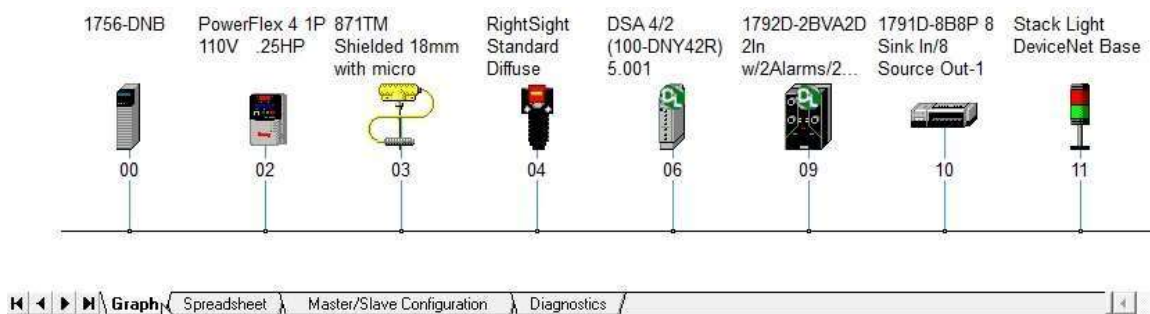 1756-DNB
PowerFlex 4 1P
110V .25HP
871TM
Shielded 18mm
with micro
RightSight
Standard
Diffuse
DSA 4/2
(100-DNY42R)
5.001
1792D-2BVA2D
2In
w/2Alarms/2...
1791D-8B8P 8
Sink In/8
Source Out-1
Stack Light
DeviceNet Base
00
02
03
04
06
09
10
11
Graph
Spreadsheet
Master/Slave Configuration
Diagnostics